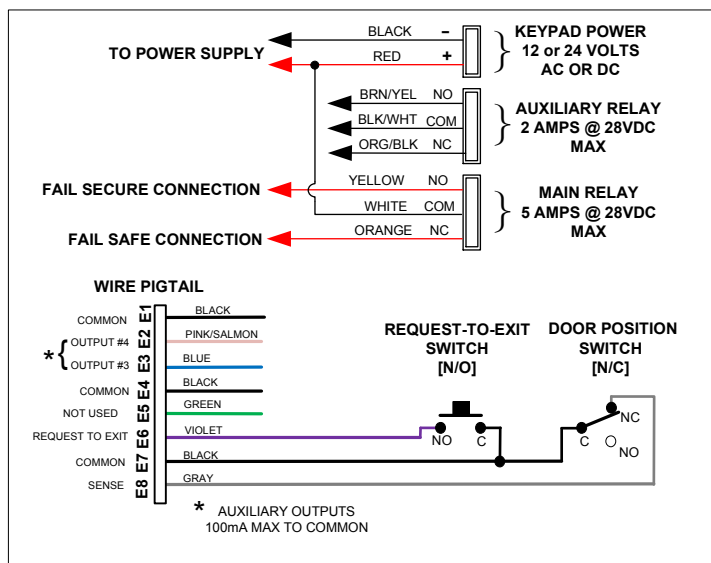 TO POWER SUPPLY
BLACK -
RED +
KEYPAD POWER
12 or 24 VOLTS
AC OR DC
BRN/YEL NO
BLK/WHT COM
ORG/BLK NC
AUXILIARY RELAY
2 AMPS @ 28VDC
MAX
FAIL SECURE CONNECTION
YELLOW NO
WHITE COM
ORANGE NC
FAIL SAFE CONNECTION
MAIN RELAY
5 AMPS @ 28VDC
MAX
WIRE PIGTAIL
COMMON E1 BLACK
* { OUTPUT #4 E2 PINK/SALMON
OUTPUT #3 E3 BLUE
COMMON E4 BLACK
NOT USED E5 GREEN
REQUEST TO EXIT E6 VIOLET
COMMON E7 BLACK
SENSE E8 GRAY
REQUEST-TO-EXIT
SWITCH
[N/O]
NO C
DOOR POSITION
SWITCH
[N/C]
NC
C NO
* AUXILIARY OUTPUTS
100mA MAX TO COMMON